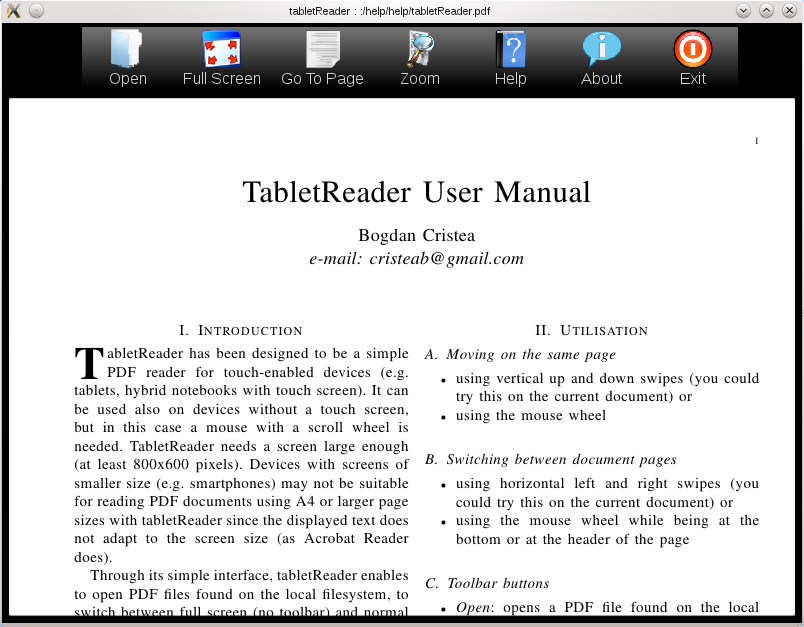 tabletReader : :/help/help/tabletReader.pdf
Open Full Screen Go To Page Zoom Help About Exit
1
TabletReader User Manual
Bogdan Cristea
e-mail: cristeab@gmail.com
I. INTRODUCTION
TabletReader has been designed to be a simple
PDF reader for touch-enabled devices (e.g.
tablets, hybrid notebooks with touch screen). It can
be used also on devices without a touch screen,
but in this case a mouse with a scroll wheel is
needed. TabletReader needs a screen large enough
(at least 800x600 pixels). Devices with screens of
smaller size (e.g. smartphones) may not be suitable
for reading PDF documents using A4 or larger page
sizes with tabletReader since the displayed text does
not adapt to the screen size (as Acrobat Reader
does).
Through its simple interface, tabletReader enables
to open PDF files found on the local filesystem, to
switch between full screen (no toolbar) and normal
II. UTILISATION
A. Moving on the same page
• using vertical up and down swipes (you could
try this on the current document) or
• using the mouse wheel
B. Switching between document pages
• using horizontal left and right swipes (you
could try this on the current document) or
• using the mouse wheel while being at the
bottom or at the header of the page
C. Toolbar buttons
• Open: opens a PDF file found on the local